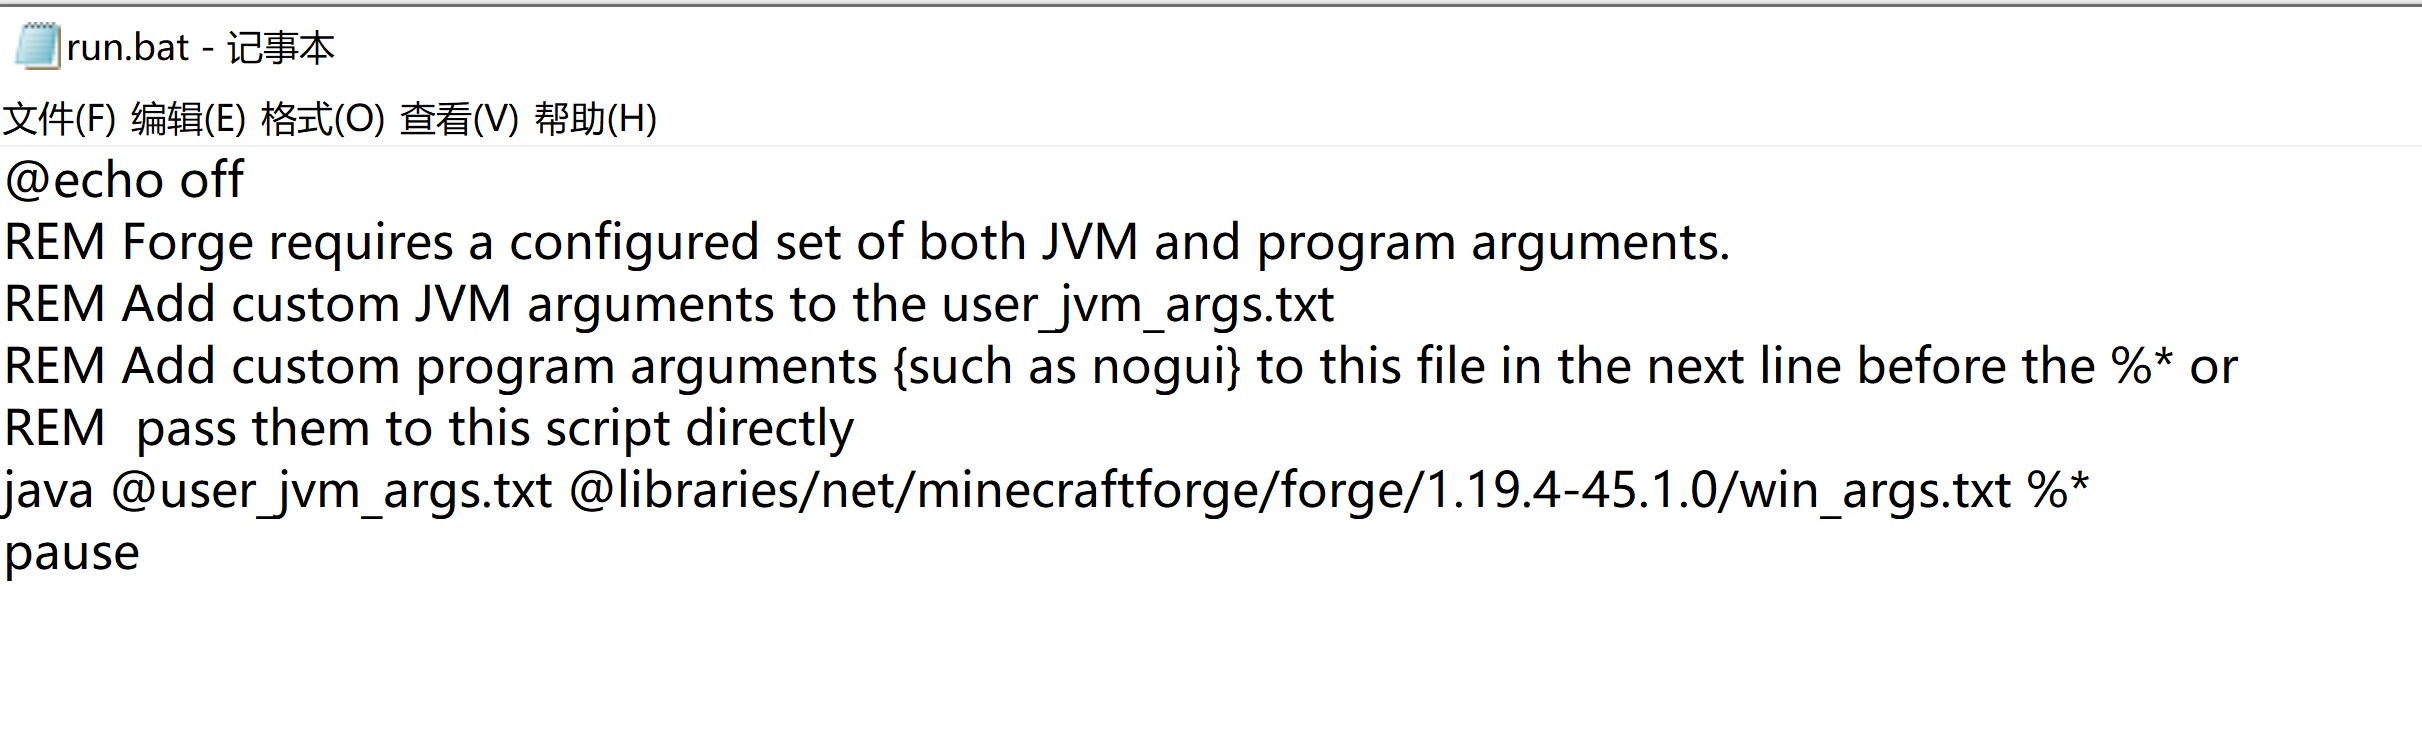 run.bat - 记事本
文件(F) 编辑(E) 格式(O) 查看(V) 帮助(H)
@echo off
REM Forge requires a configured set of both JVM and program arguments.
REM Add custom JVM arguments to the user_jvm_args.txt
REM Add custom program arguments {such as nogui} to this file in the next line before the %* or
REM  pass them to this script directly
java @user_jvm_args.txt @libraries/net/minecraftforge/forge/1.19.4-45.1.0/win_args.txt %*
pause